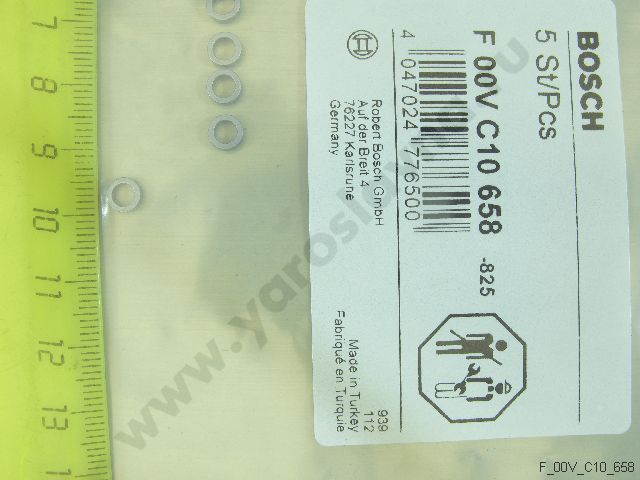 BOSCH
5 St/Pcs
F 00V C10 658 -825
4 047024 776500
Robert Bosch GmbH
Auf der Breit 4
76227 Karlsruhe
Germany
Made in Turkey
Fabriqué en Turquie
939
112
7
8
9
10
11
12
13
1
F_00V_C10_658